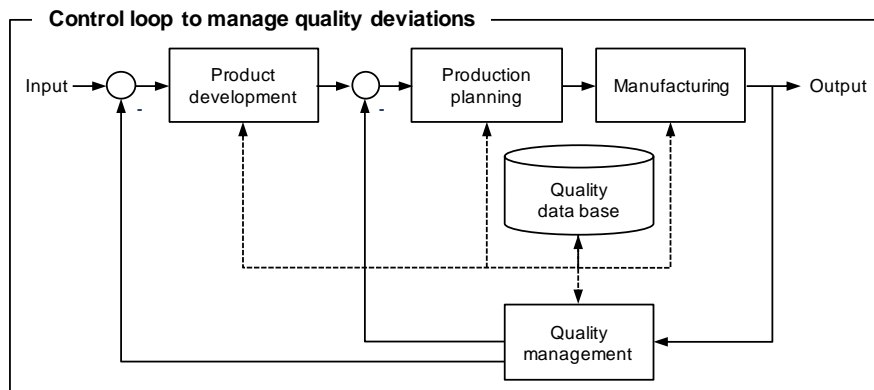 Control loop to manage quality deviations
Input
-
Product
development
-
Production
planning
Manufacturing
Output
Quality
data base
Quality
management